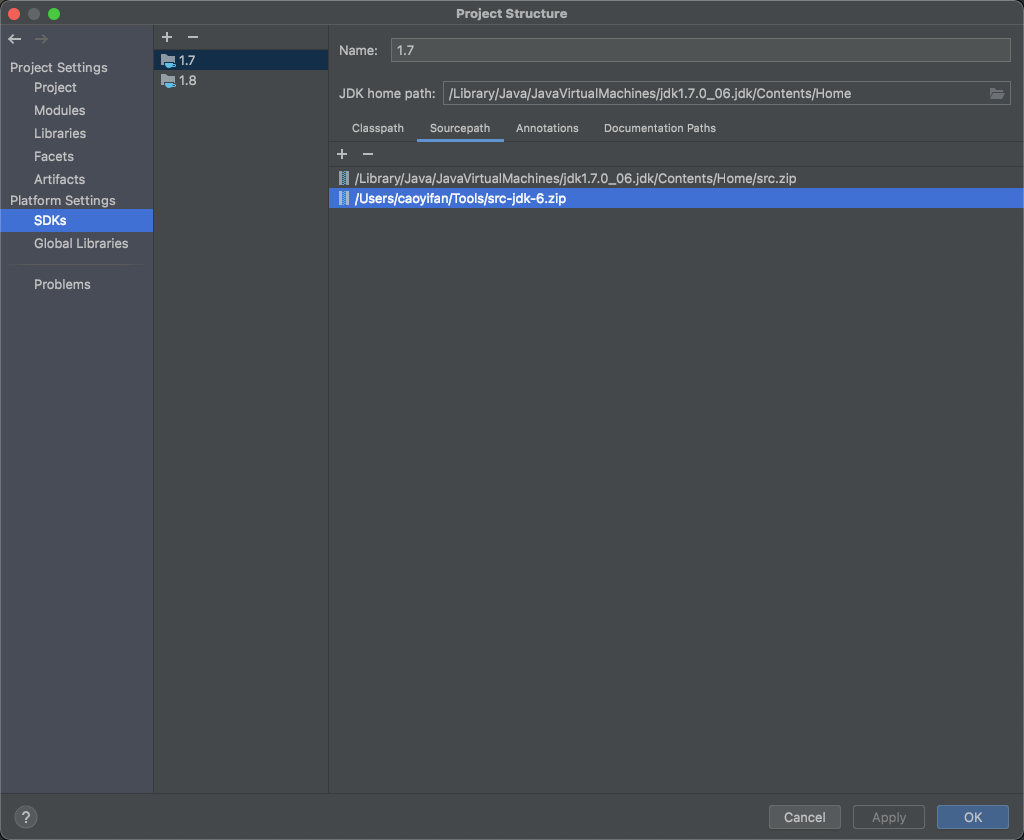 Project Structure
Project Settings
Project
Modules
Libraries
Facets
Artifacts
Platform Settings
SDKs
Global Libraries
Problems
1.7
1.8
Name: 1.7
JDK home path: /Library/Java/JavaVirtualMachines/jdk1.7.0_06.jdk/Contents/Home
Classpath Sourcepath Annotations Documentation Paths
/Library/Java/JavaVirtualMachines/jdk1.7.0_06.jdk/Contents/Home/src.zip
/Users/caoyifan/Tools/src-jdk-6.zip
? Cancel Apply OK